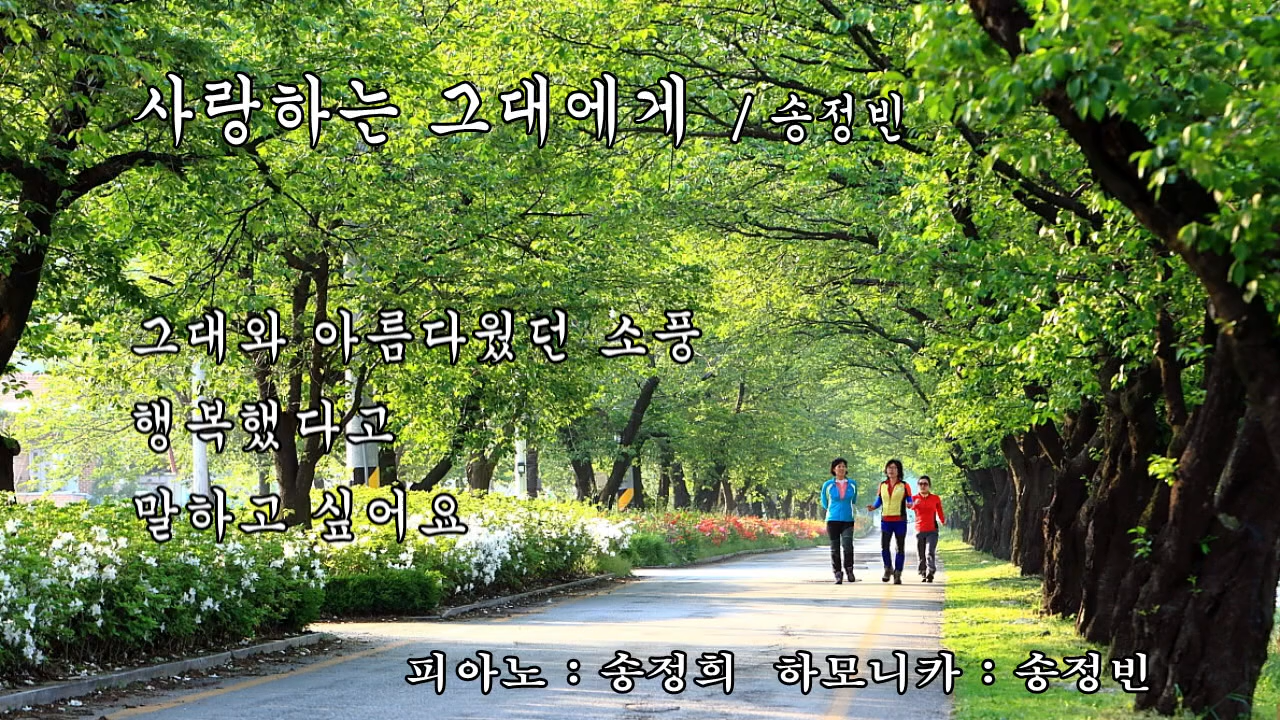 사랑하는 그대에게 / 송정빈
그대와 아름다웠던 소풍
행복했다고
말하고 싶어요
피아노 : 송정희 하모니카 : 송정빈